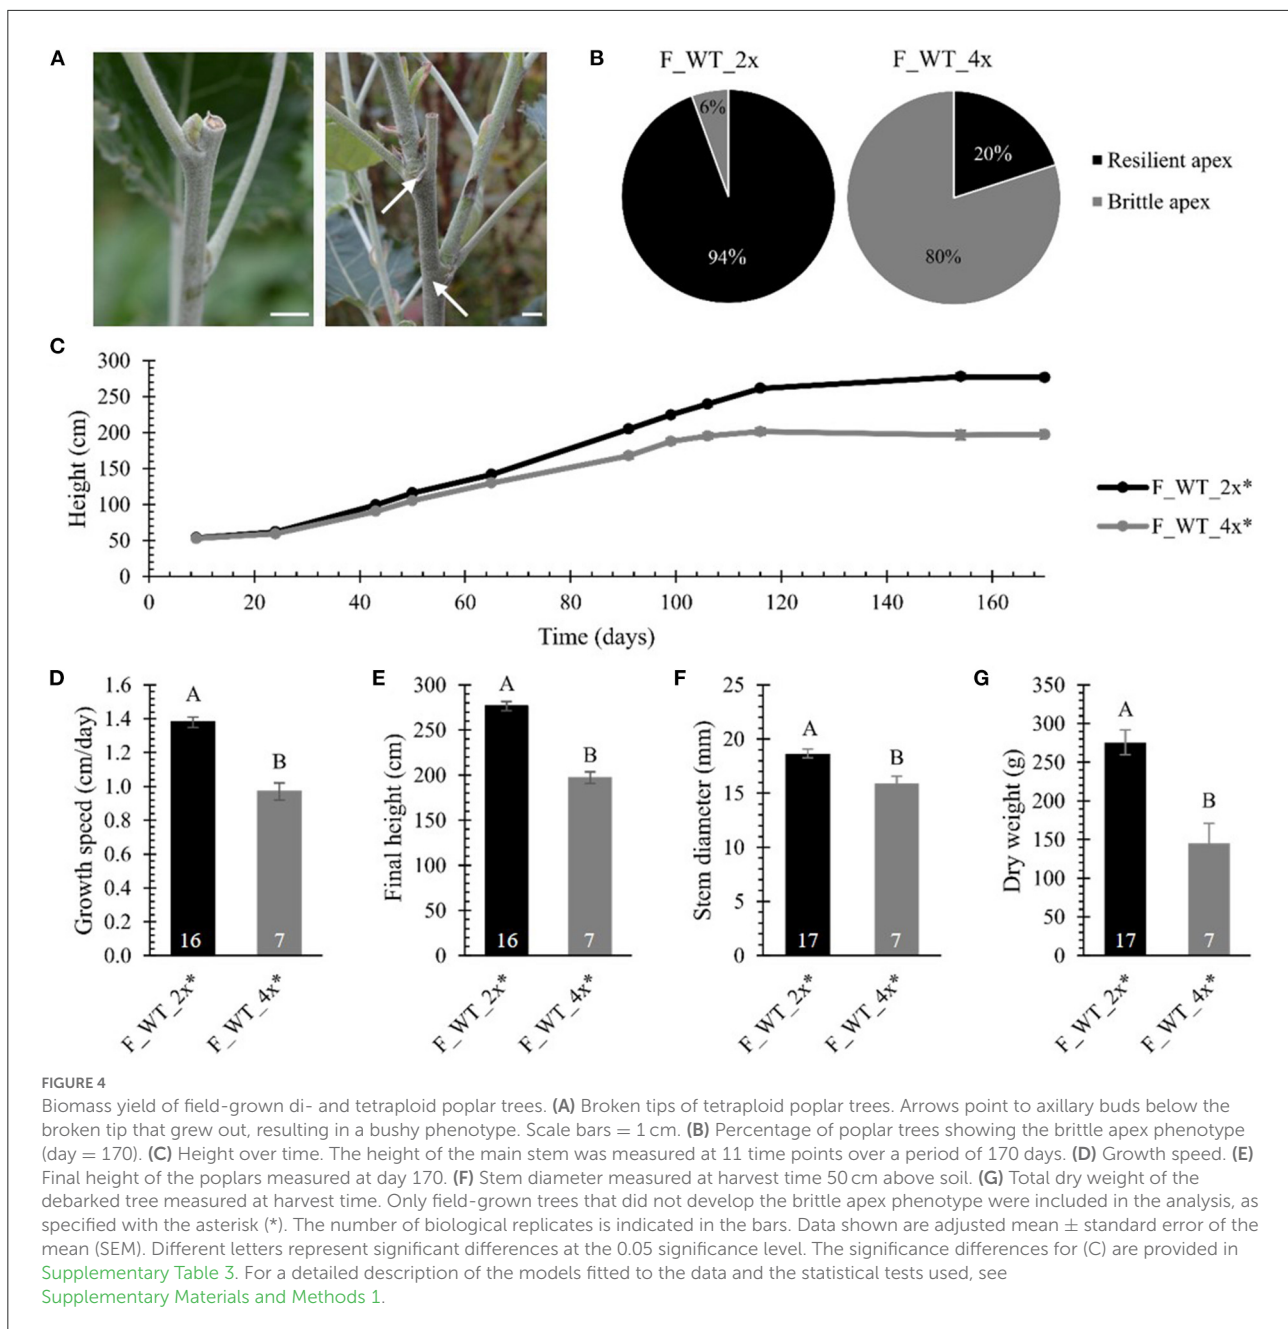 A
B
F_WT_2x
F_WT_4x
6%
94%
20%
80%
Resilient apex
Brittle apex
C
Height (cm)
300
250
200
150
100
50
0
0 20 40 60 80 100 120 140 160
Time (days)
F_WT_2x*
F_WT_4x*
D
Growth speed (cm/day)
1.6
1.4
1.2
1.0
0.8
0.6
0.4
0.2
0.0
A
B
16
7
F_WT_2x*
F_WT_4x*
E
Final height (cm)
300
250
200
150
100
50
0
A
B
16
7
F_WT_2x*
F_WT_4x*
F
Stem diameter (mm)
25
20
15
10
5
0
A
B
17
7
F_WT_2x*
F_WT_4x*
G
Dry weight (g)
350
300
250
200
150
100
50
0
A
B
17
7
F_WT_2x*
F_WT_4x*
FIGURE 4
Biomass yield of field-grown di- and tetraploid poplar trees. (A) Broken tips of tetraploid poplar trees. Arrows point to axillary buds below the
broken tip that grew out, resulting in a bushy phenotype. Scale bars = 1 cm. (B) Percentage of poplar trees showing the brittle apex phenotype
(day = 170). (C) Height over time. The height of the main stem was measured at 11 time points over a period of 170 days. (D) Growth speed. (E)
Final height of the poplars measured at day 170. (F) Stem diameter measured at harvest time 50 cm above soil. (G) Total dry weight of the
debarked tree measured at harvest time. Only field-grown trees that did not develop the brittle apex phenotype were included in the analysis, as
specified with the asterisk (*). The number of biological replicates is indicated in the bars. Data shown are adjusted mean ± standard error of the
mean (SEM). Different letters represent significant differences at the 0.05 significance level. The significance differences for (C) are provided in
Supplementary Table 3. For a detailed description of the models fitted to the data and the statistical tests used, see
Supplementary Materials and Methods 1.